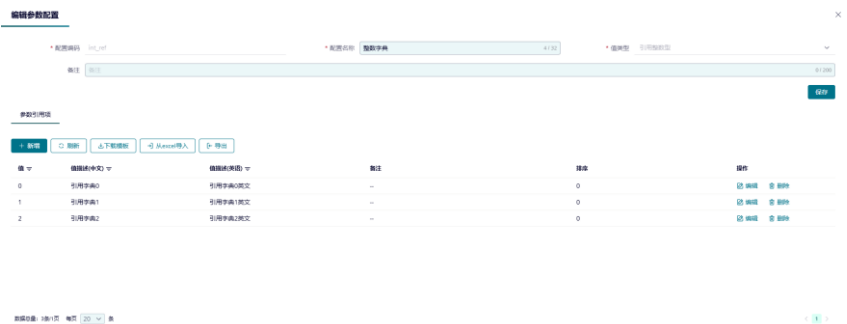 编辑参数配置
* 配置编码 int_ref * 配置名称 整数字典 4 / 32 * 值类型 引用整数型
备注 备注 0 / 200
保存
参数引用项
+ 新增 刷新 下载模板 从excel导入 导出
值 值描述(中文) 值描述(英语) 备注 排序 操作
0 引用字典0 引用字典0英文 -- 0 编辑 删除
1 引用字典1 引用字典1英文 -- 0 编辑 删除
2 引用字典2 引用字典2英文 -- 0 编辑 删除
数据总量: 3条/1页 每页 20 条 < 1 >